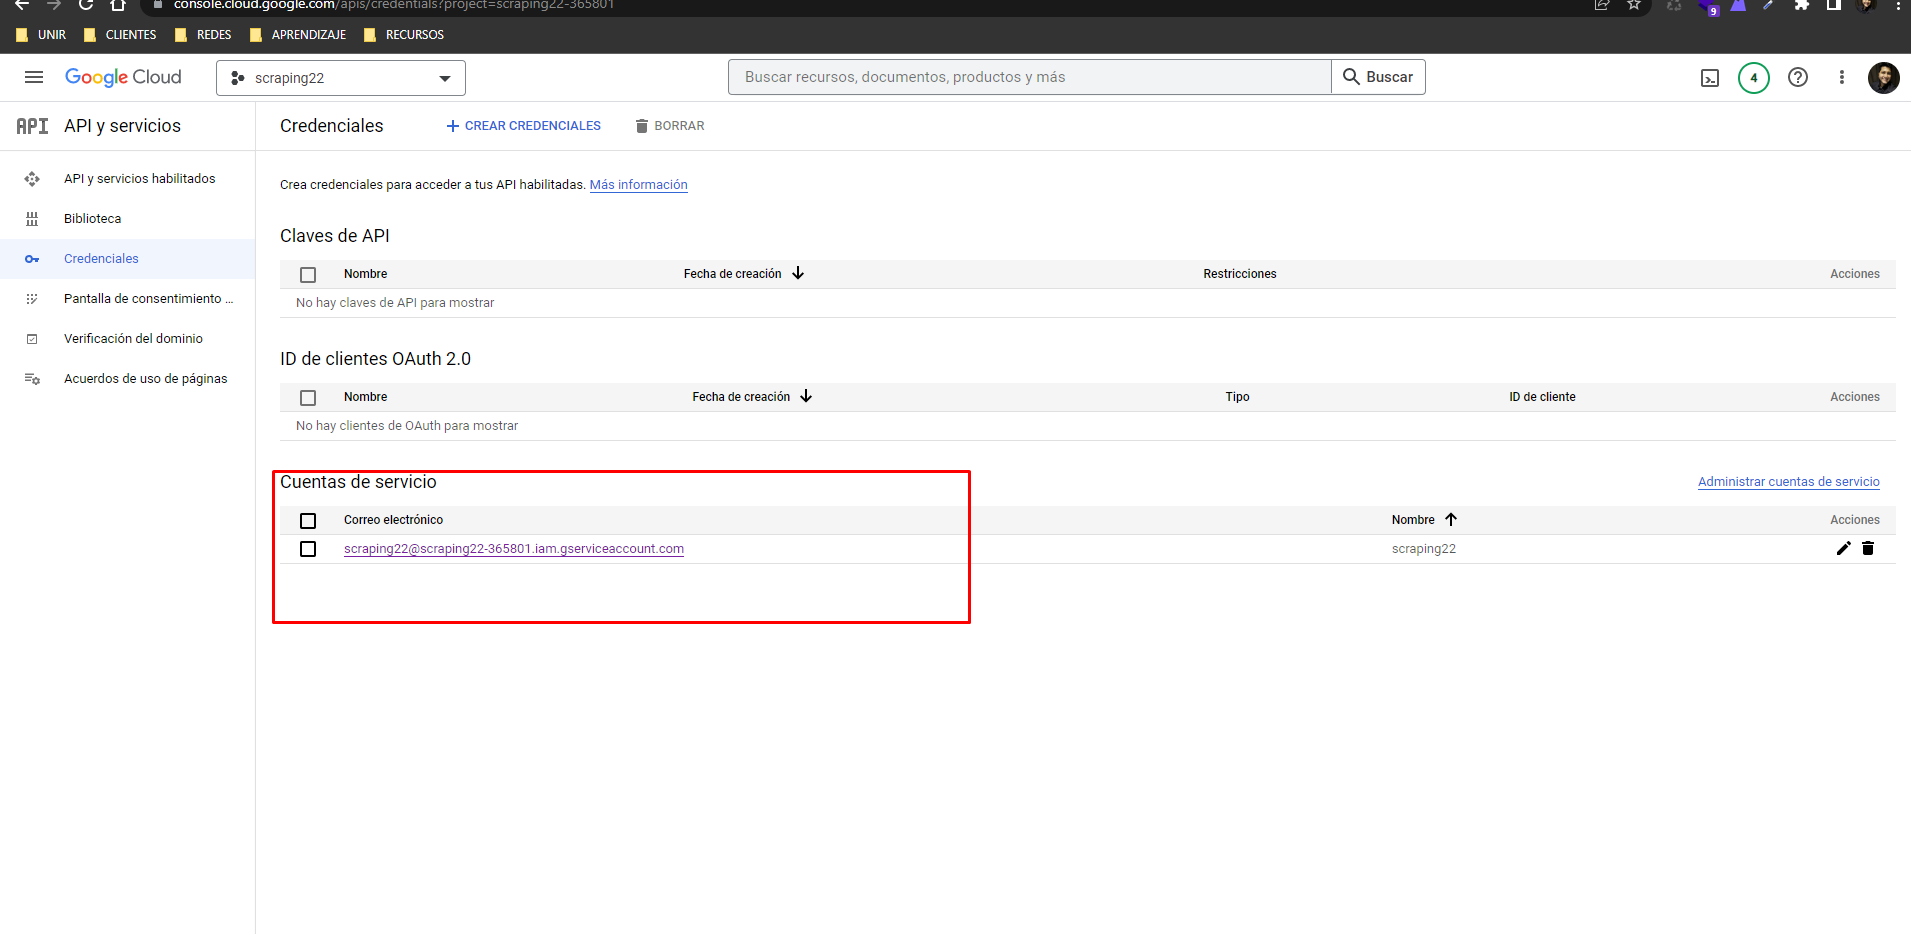 console.cloud.google.com/apis/credentials?project=scraping22-365801
9
UNIR CLIENTES REDES APRENDIZAJE RECURSOS
Google Cloud scraping22 Buscar recursos, documentos, productos y más Buscar 4
API API y servicios Credenciales CREAR CREDENCIALES BORRAR
API y servicios habilitados
Biblioteca
Credenciales
Pantalla de consentimiento ...
Verificación del dominio
Acuerdos de uso de páginas
Crea credenciales para acceder a tus API habilitadas. Más información
Claves de API
Nombre Fecha de creación Restricciones Acciones
No hay claves de API para mostrar
ID de clientes OAuth 2.0
Nombre Fecha de creación Tipo ID de cliente Acciones
No hay clientes de OAuth para mostrar
Cuentas de servicio Administrar cuentas de servicio
Correo electrónico Nombre Acciones
scraping22@scraping22-365801.iam.gserviceaccount.com scraping22